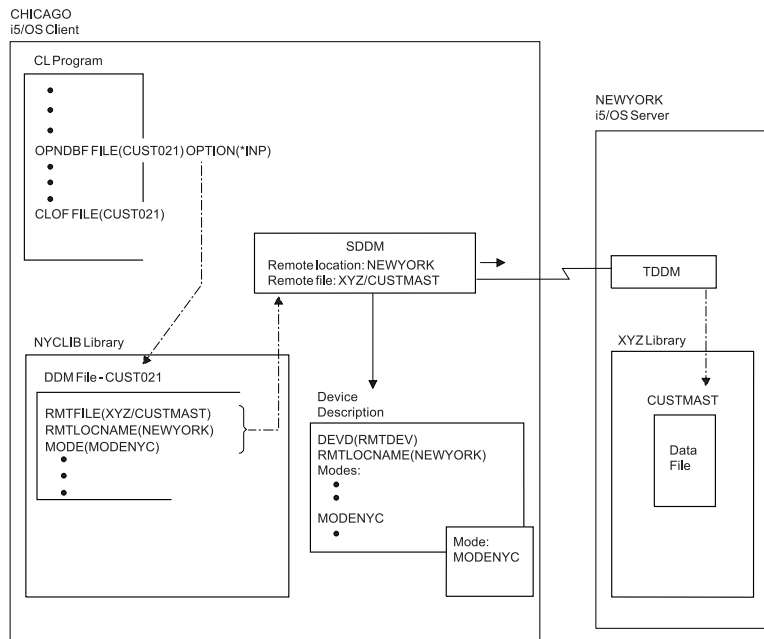 CHICAGO
i5/OS Client
CL Program
OPNDBF FILE(CUST021) OPTION(*INP)
CLOF FILE(CUST021)
SDDM
Remote location: NEWYORK
Remote file: XYZ/CUSTMAST
NYCLIB Library
DDM File - CUST021
RMTFILE(XYZ/CUSTMAST)
RMTLOCNAME(NEWYORK)
MODE(MODENYC)
Device
Description
DEVD(RMTDEV)
RMTLOCNAME(NEWYORK)
Modes:
MODENYC
Mode:
MODENYC
NEWYORK
i5/OS Server
TDDM
XYZ Library
CUSTMAST
Data
File